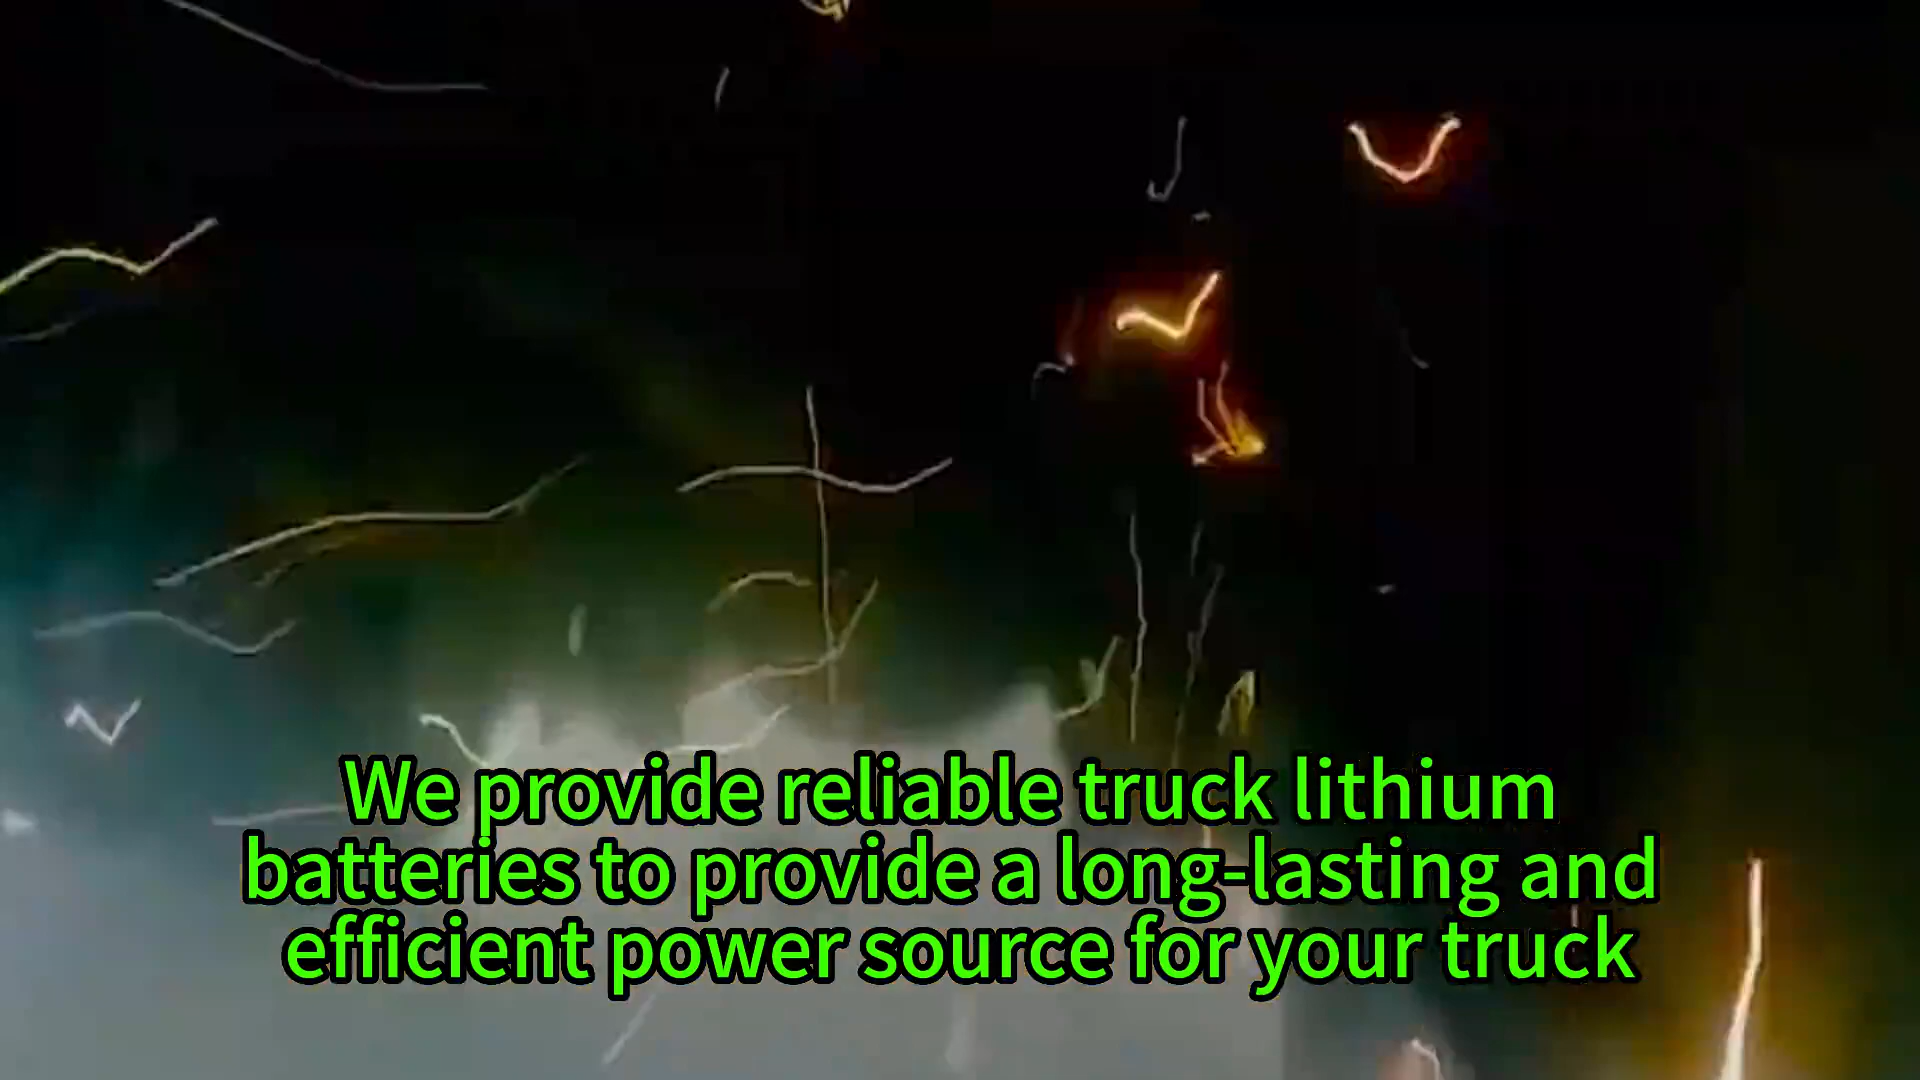 We provide reliable truck lithium
batteries to provide a long-lasting and
efficient power source for your truck